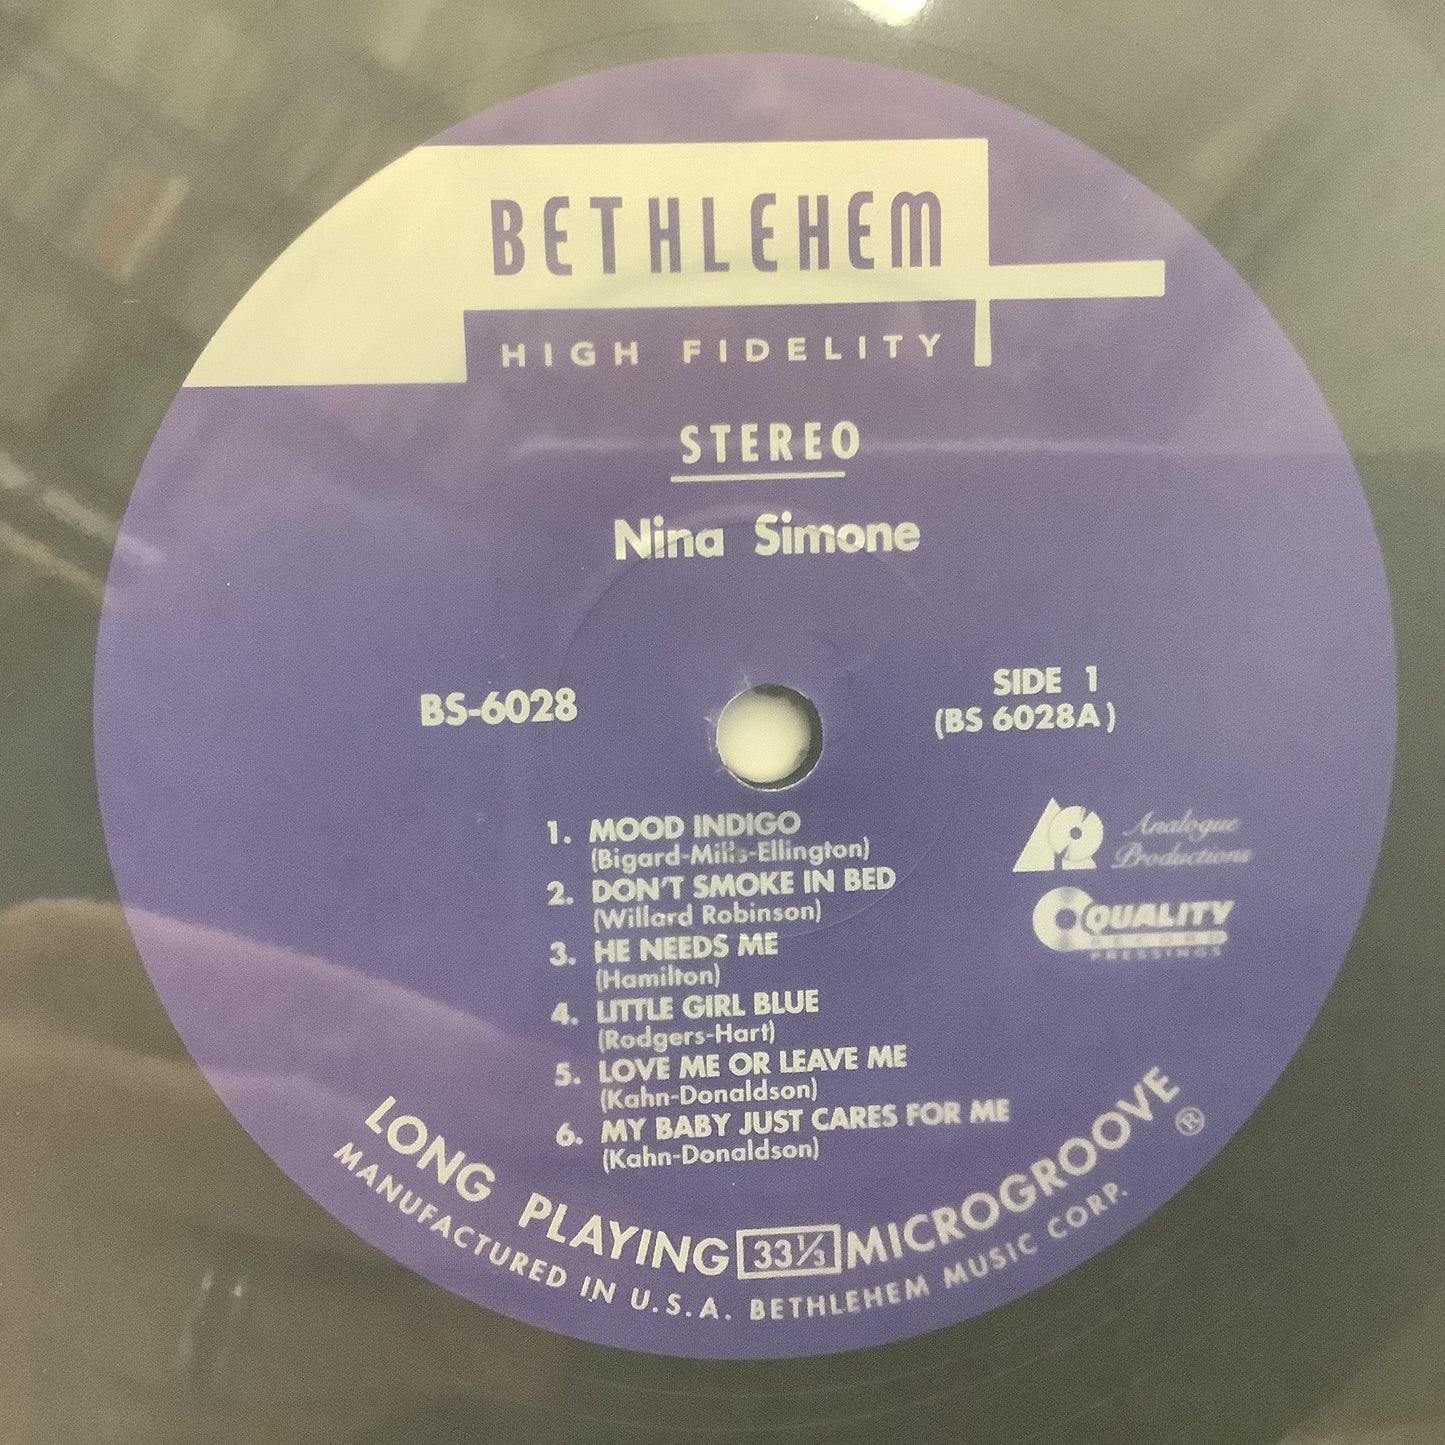 BETHLEHEM
HIGH FIDELITY
STEREO
Nina Simone
BS-6028
SIDE 1
(BS 6028A)
1. MOOD INDIGO
(Bigard-Mills-Ellington)
2. DON'T SMOKE IN BED
(Willard Robinson)
3. HE NEEDS ME
(Hamilton)
4. LITTLE GIRL BLUE
(Rodgers-Hart)
5. LOVE ME OR LEAVE ME
(Kahn-Donaldson)
6. MY BABY JUST CARES FOR ME
(Kahn-Donaldson)
Analogue
Productions
QUALITY
RECORD
PRESSINGS
LONG PLAYING 33⅓ MICROGROOVE ®
MANUFACTURED IN U.S.A. BETHLEHEM MUSIC CORP.